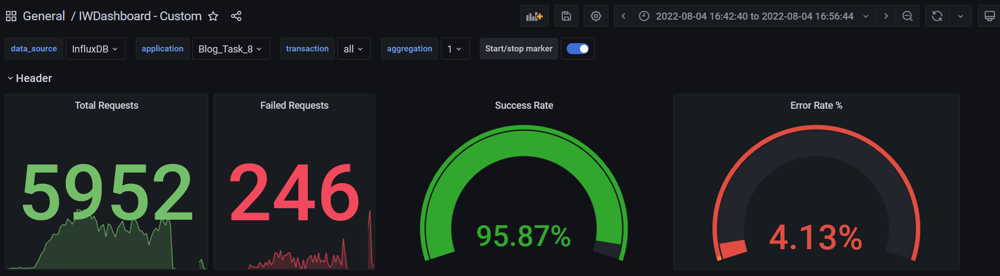 General / IWDashboard - Custom
2022-08-04 16:42:40 to 2022-08-04 16:56:44
data_source InfluxDB application Blog_Task_8 transaction all aggregation 1 Start/stop marker
Header
Total Requests
5952
Failed Requests
246
Success Rate
95.87%
Error Rate %
4.13%